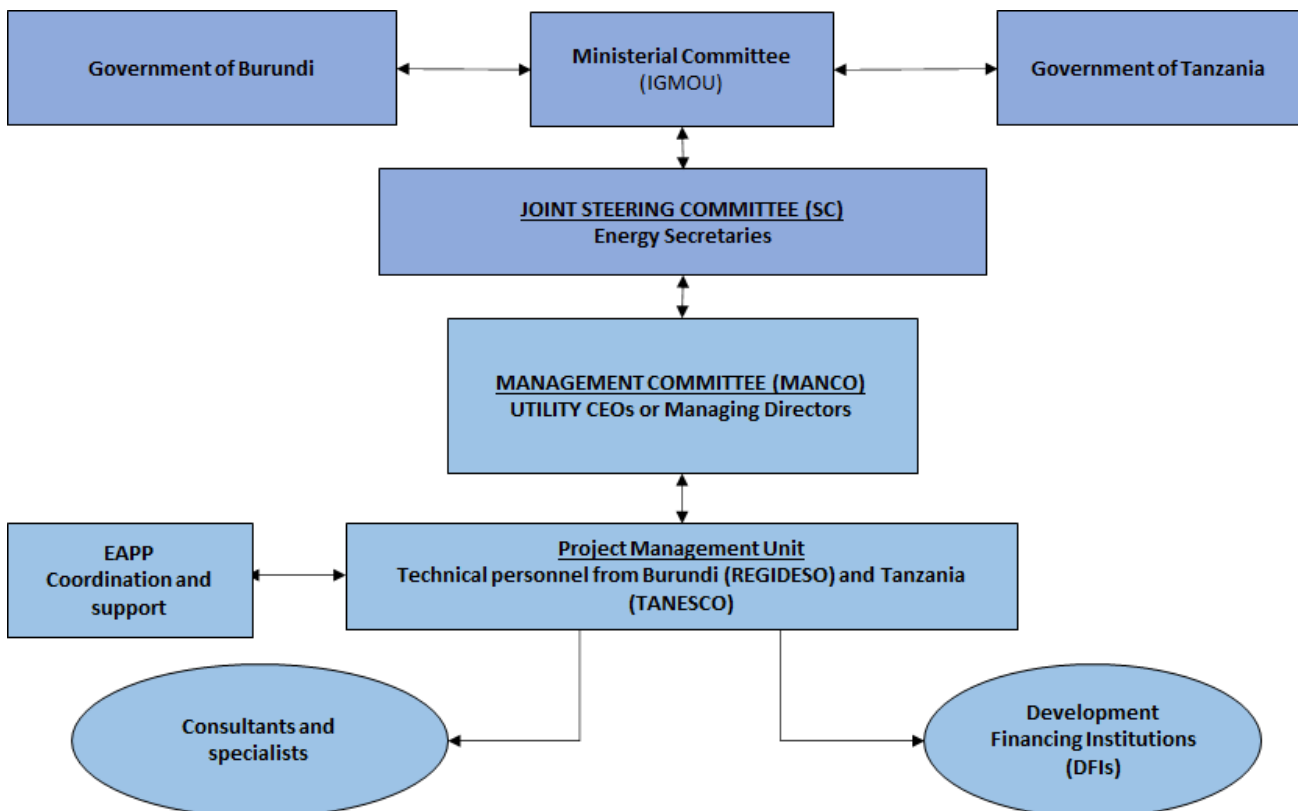 Government of Burundi
Ministerial Committee
(IGMOU)
Government of Tanzania
JOINT STEERING COMMITTEE (SC)
Energy Secretaries
MANAGEMENT COMMITTEE (MANCO)
UTILITY CEOs or Managing Directors
EAPP
Coordination and
support
Project Management Unit
Technical personnel from Burundi (REGIDESO) and Tanzania
(TANESCO)
Consultants and
specialists
Development
Financing Institutions
(DFIs)